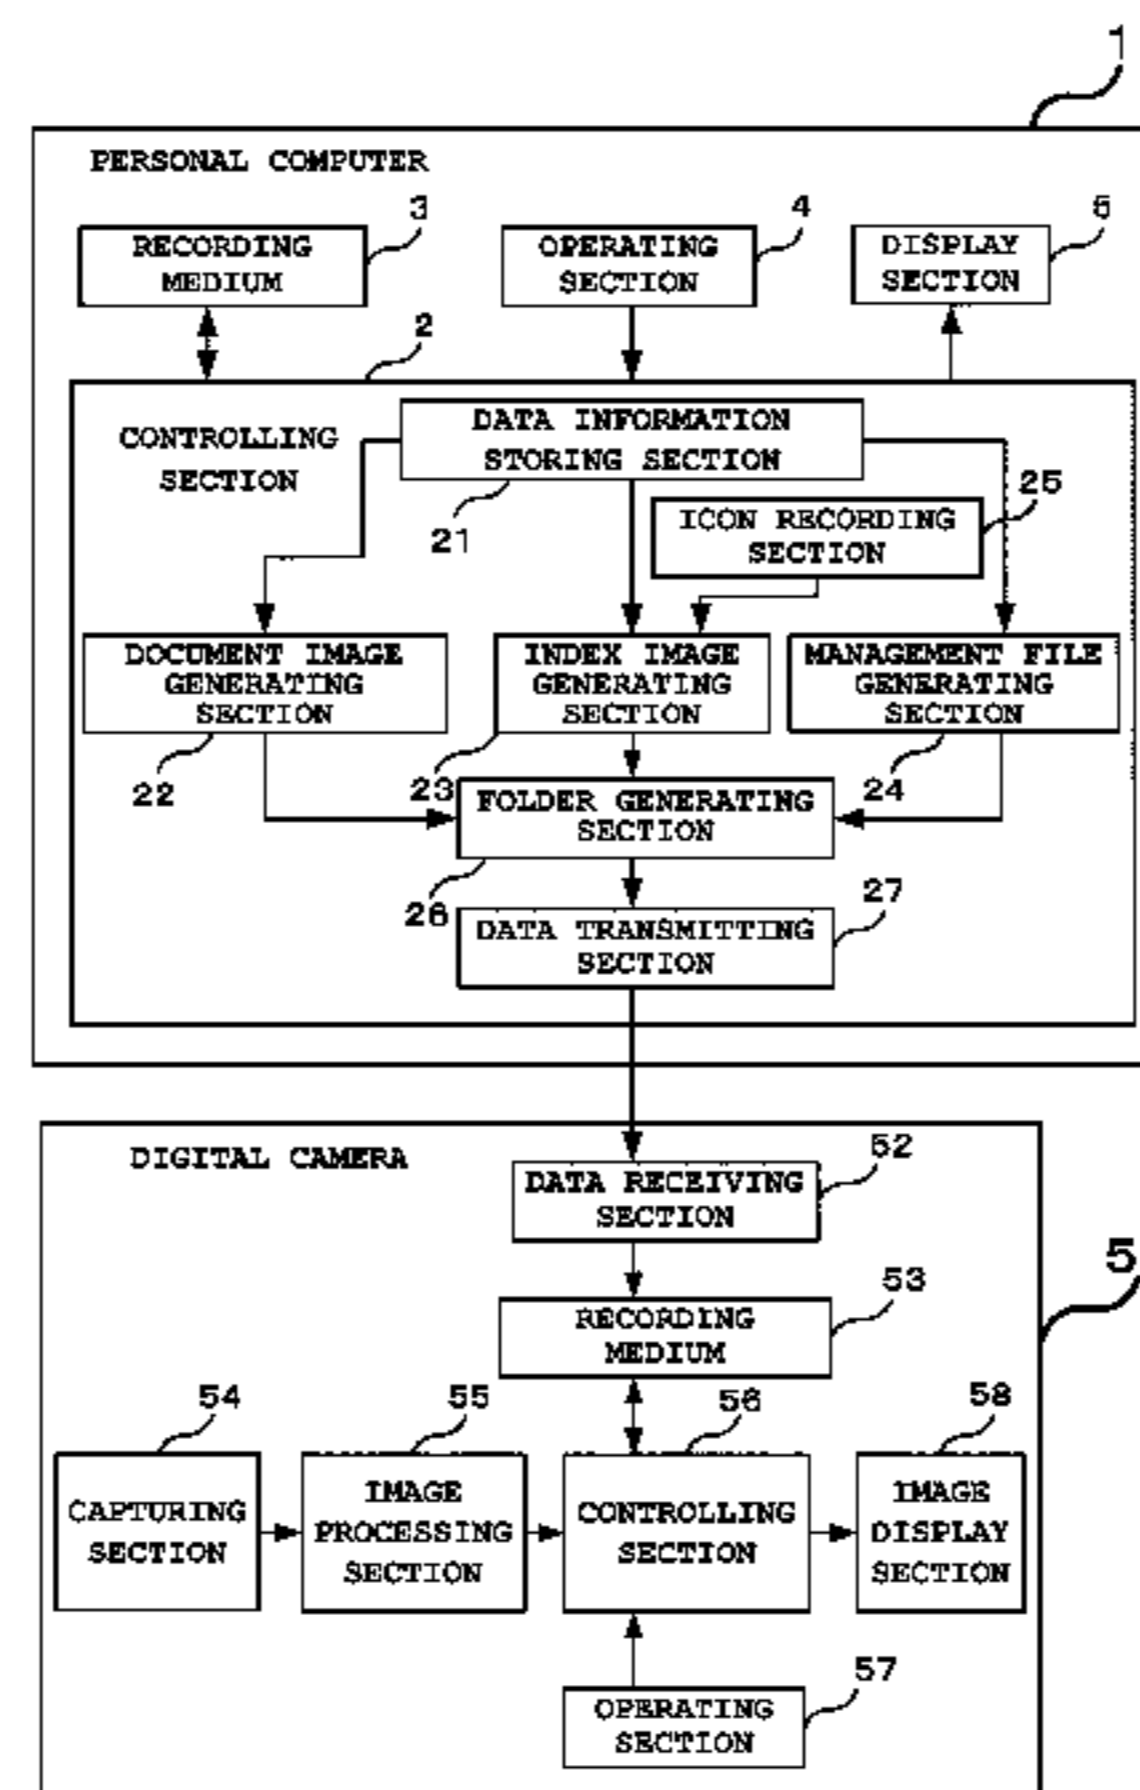 1
PERSONAL COMPUTER
3
4
6
RECORDING
MEDIUM
OPERATING
SECTION
DISPLAY
SECTION
2
CONTROLLING
SECTION
DATA INFORMATION
STORING SECTION
21
25
ICON RECORDING
SECTION
DOCUMENT IMAGE
GENERATING
SECTION
INDEX IMAGE
GENERATING
SECTION
MANAGEMENT FILE
GENERATING
SECTION
22
23
24
FOLDER GENERATING
SECTION
26
27
DATA TRANSMITTING
SECTION
DIGITAL CAMERA
52
DATA RECEIVING
SECTION
5
53
RECORDING
MEDIUM
54
55
56
58
CAPTURING
SECTION
IMAGE
PROCESSING
SECTION
CONTROLLING
SECTION
IMAGE
DISPLAY
SECTION
57
OPERATING
SECTION